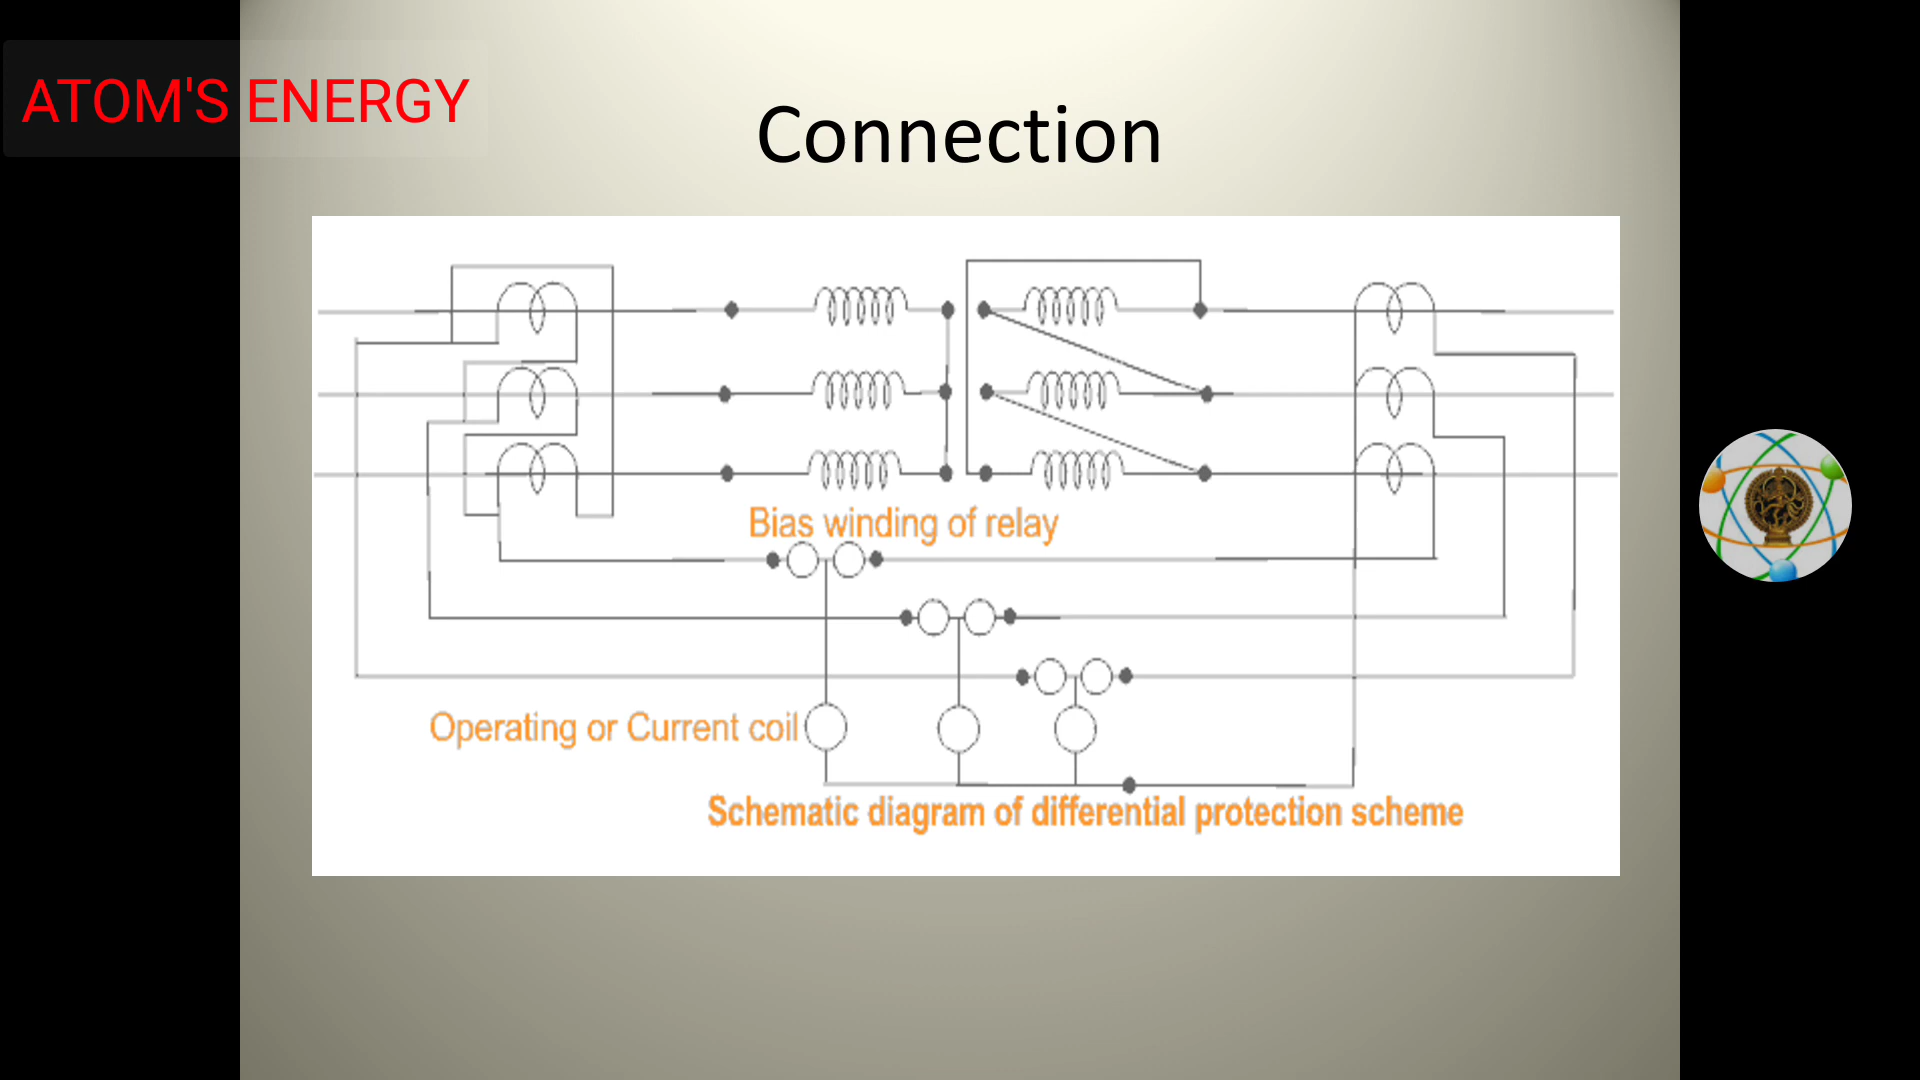 ATOM'S ENERGY
Connection
Bias winding of relay
Operating or Current coil
Schematic diagram of differential protection scheme